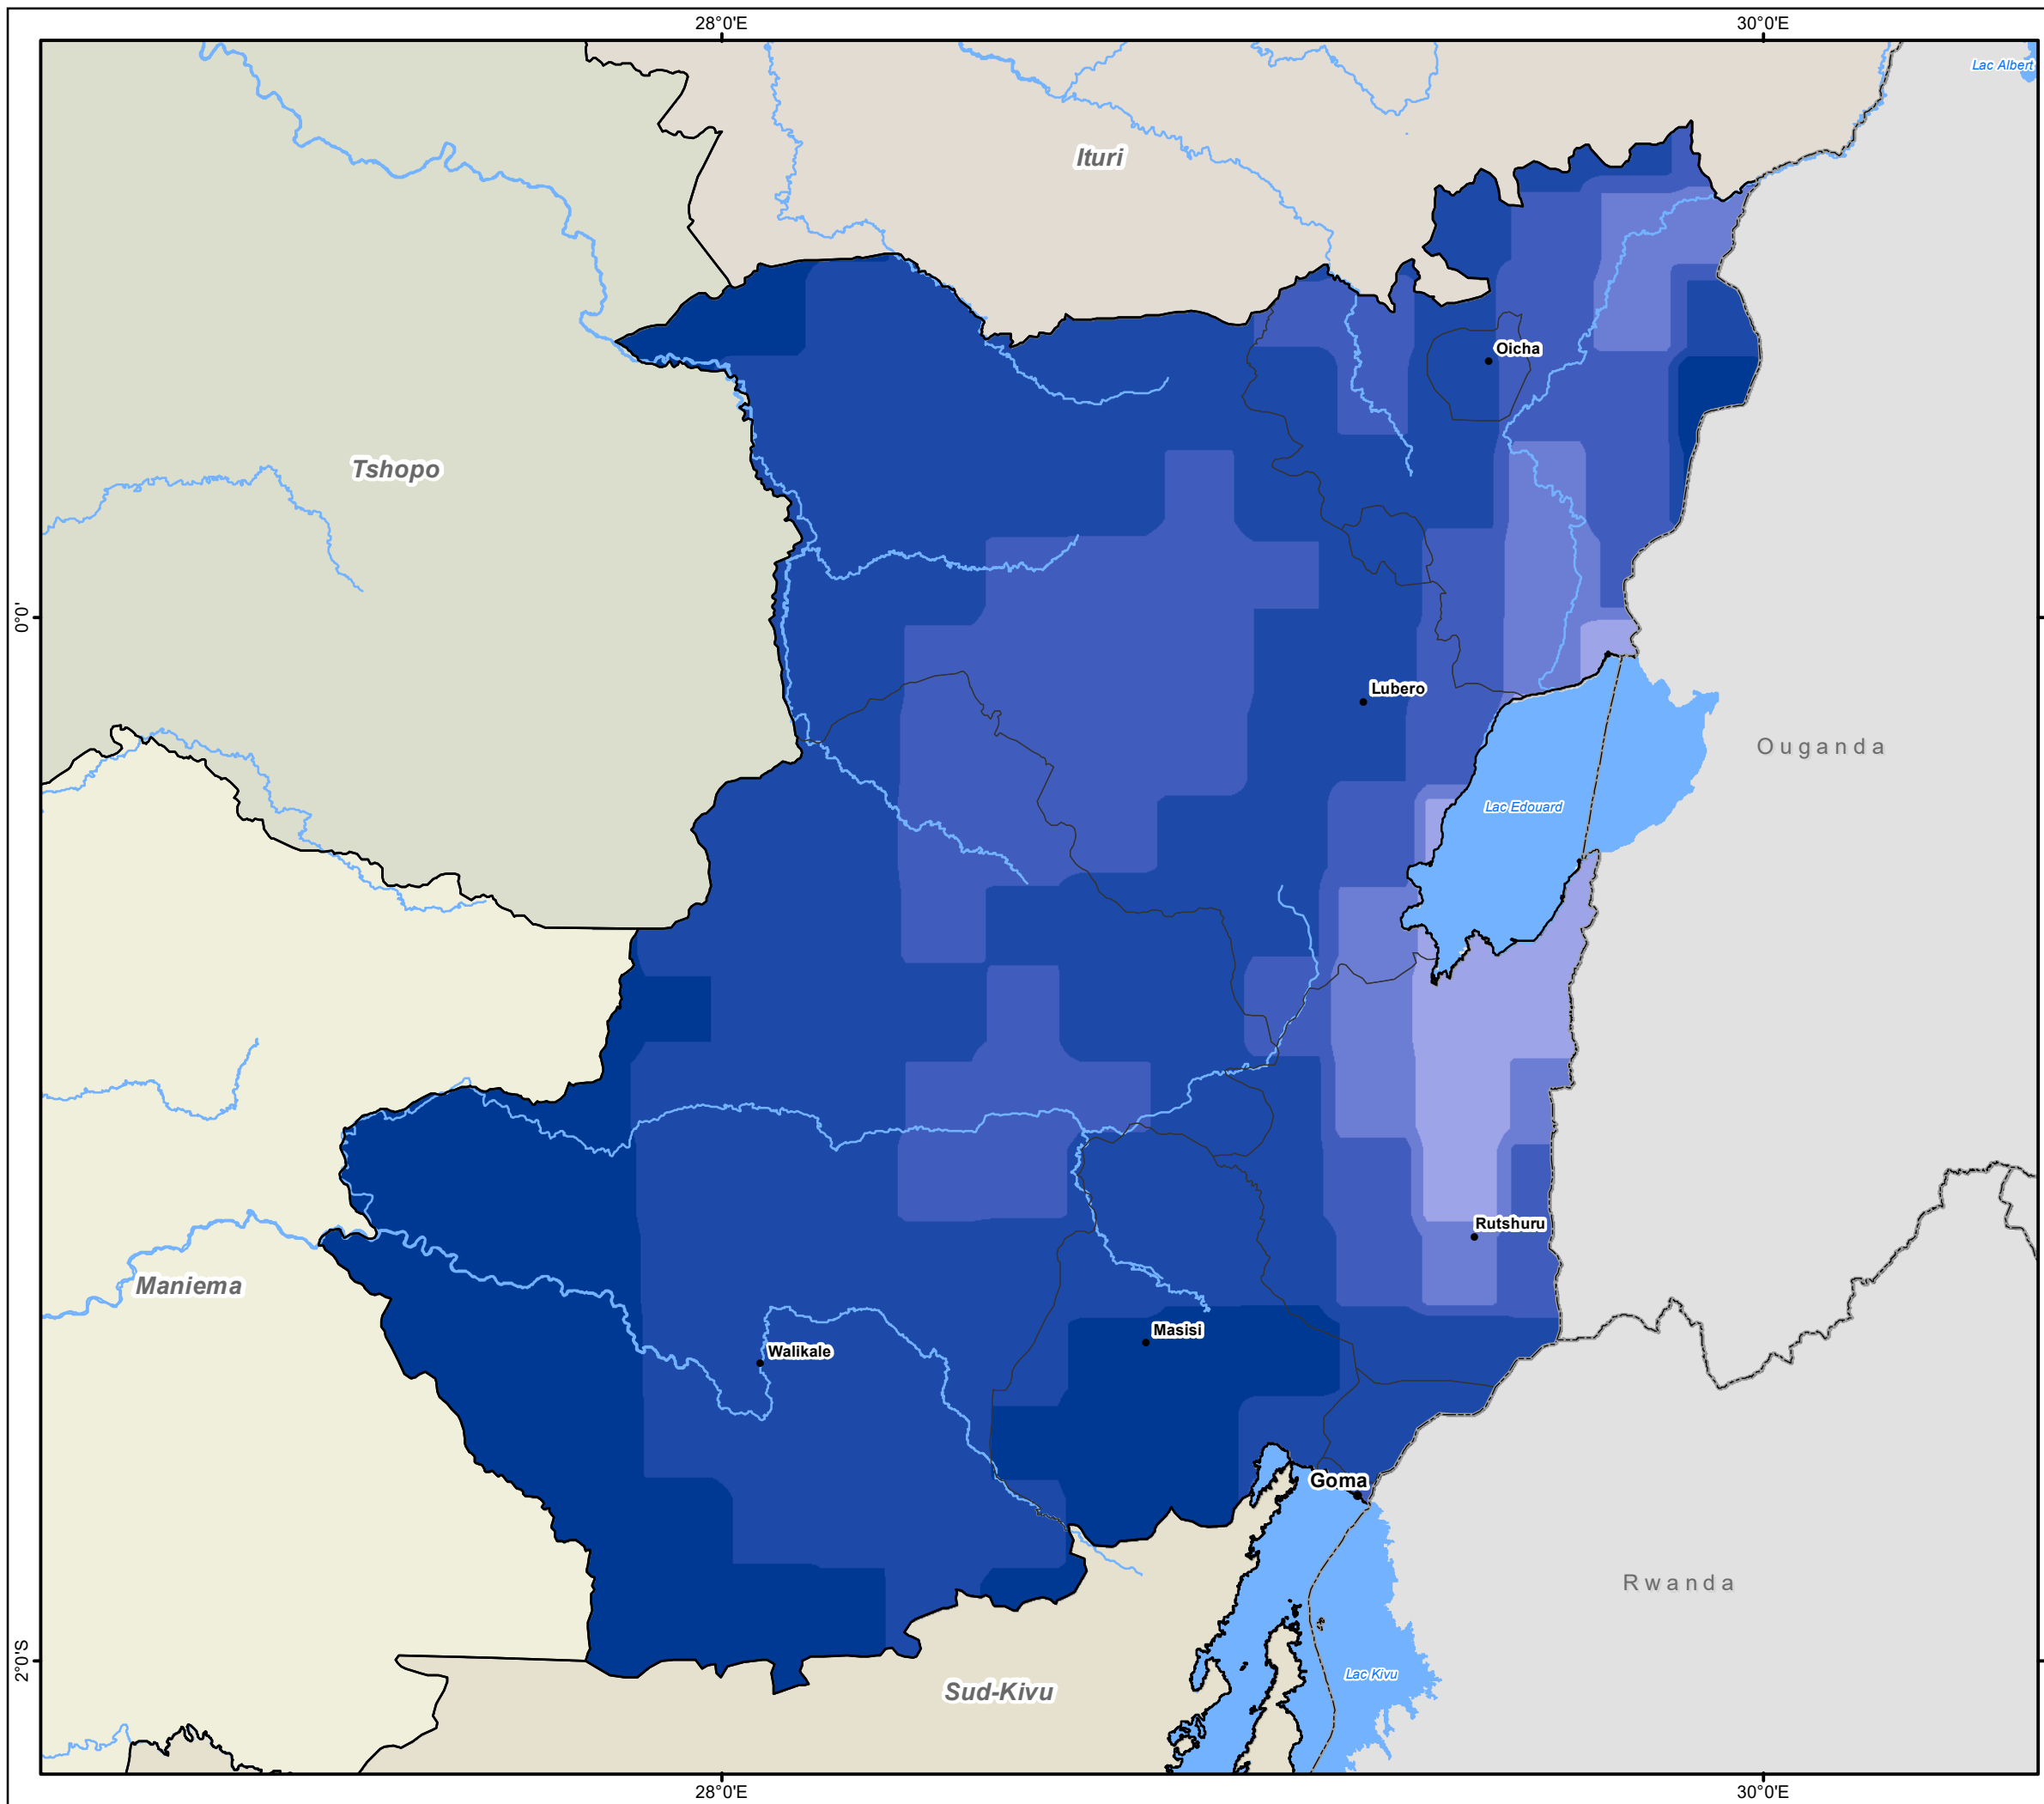 28°0'E
30°0'E
Lac Albert
Ituri
Oicha
Tshopo
0°0'
Lubero
Ouganda
Lac Edouard
Rutshuru
Maniema
Masisi
Walikale
Goma
Rwanda
2°0'S
Lac Kivu
Sud-Kivu
28°0'E
30°0'E